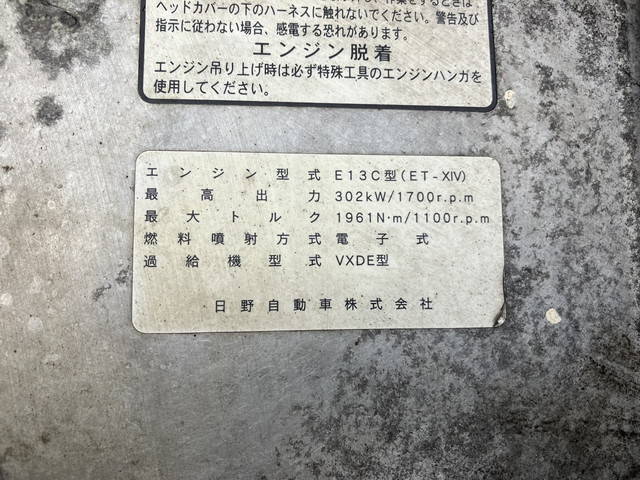 ヘッドカバーの下のハーネスに触れないでください。警告及び
指示に従わない場合、感電する恐れがあります。
エンジン脱着
エンジン吊り上げ時は必ず特殊工具のエンジンハンガを
使用してください。
エンジン型式 E13C型(ET-XIV)
最高出力 302kW/1700r.p.m
最大トルク 1961N·m/1100r.p.m
燃料噴射方式 電子式
過給機型式 VXDE型
日野自動車株式会社